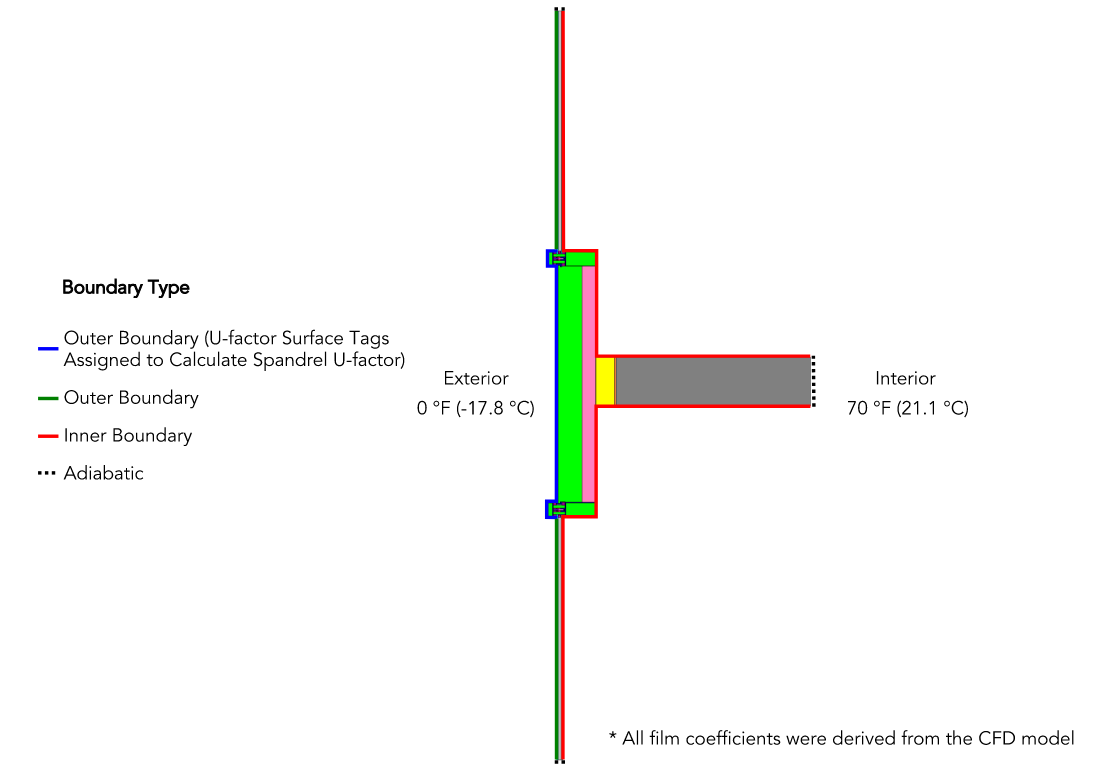 Boundary Type
Outer Boundary (U-factor Surface Tags
Assigned to Calculate Spandrel U-factor)
Outer Boundary
Inner Boundary
Adiabatic
Exterior
0 °F (-17.8 °C)
Interior
70 °F (21.1 °C)
* All film coefficients were derived from the CFD model